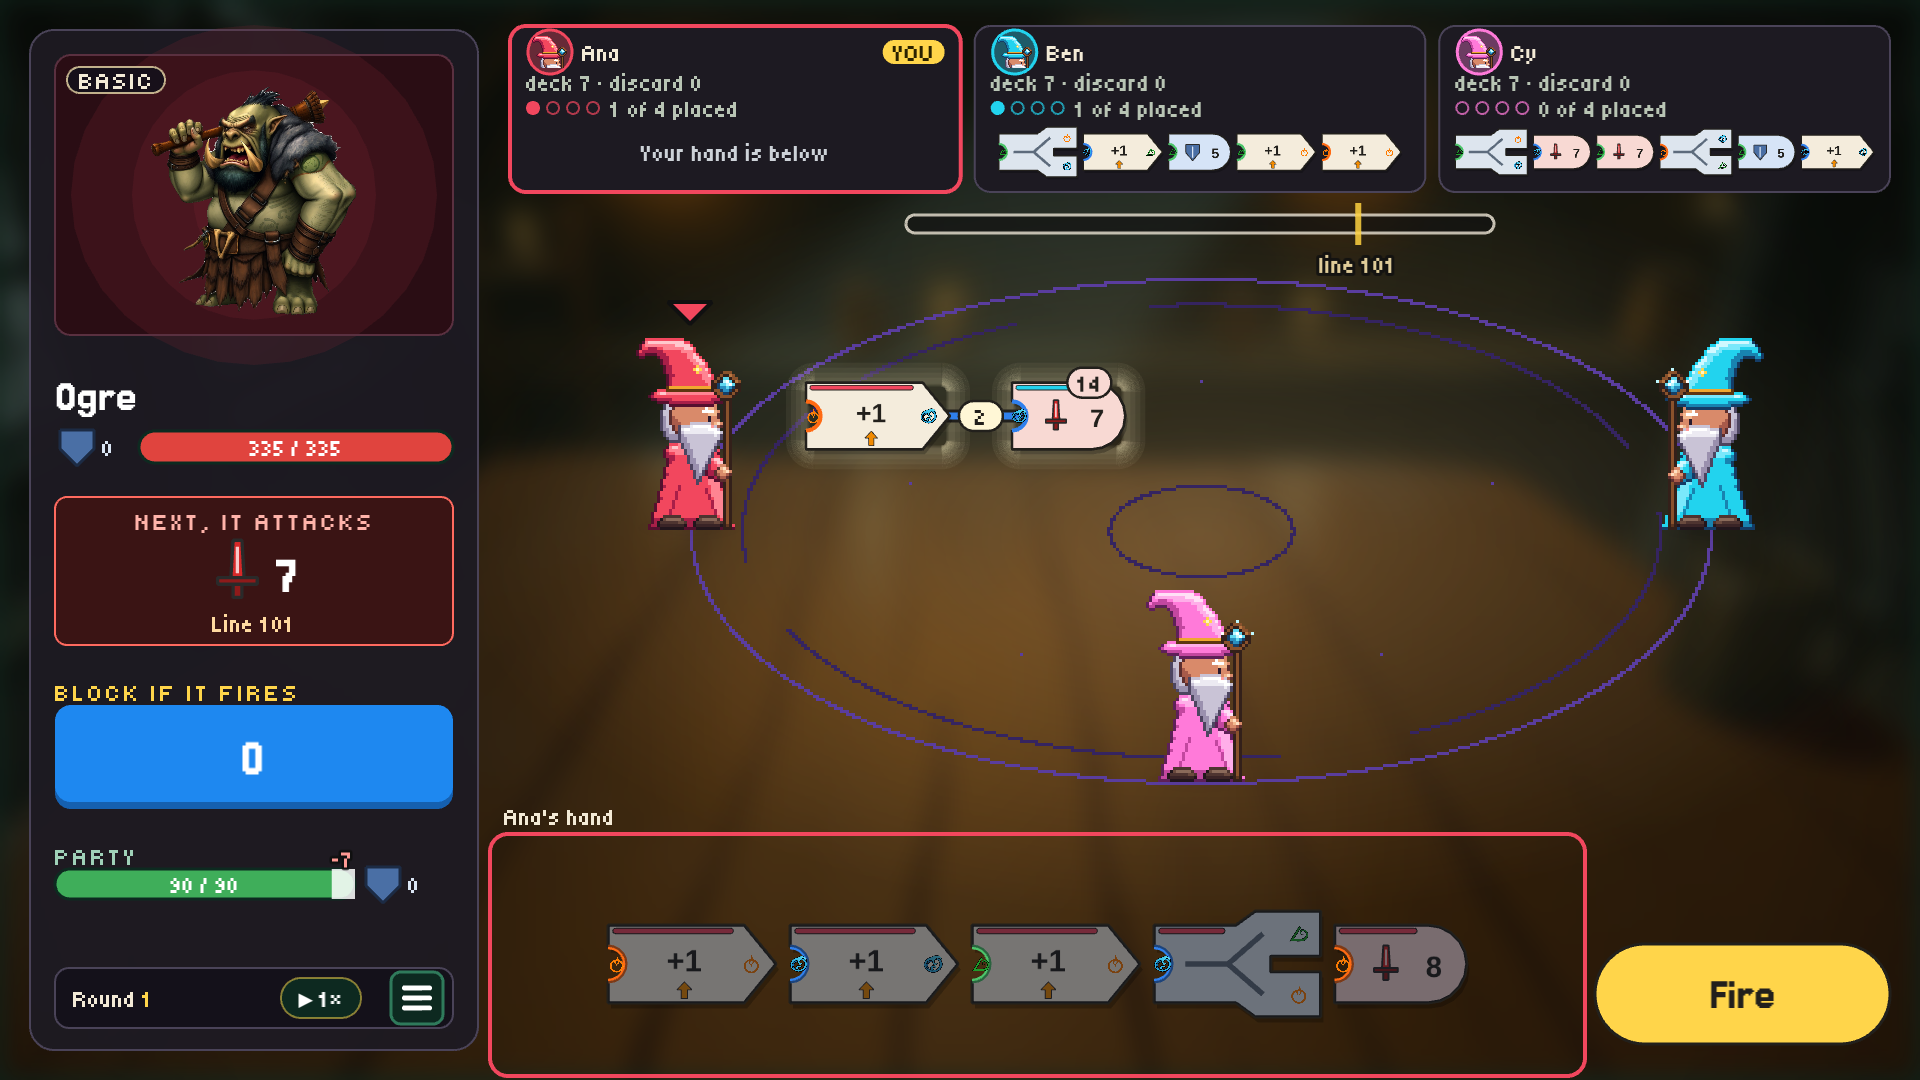 BASIC
Ogre
0
335 / 335
NEXT, IT ATTACKS
7
Line 101
BLOCK IF IT FIRES
0
PARTY
-7
90 / 90
0
Round 1
▶1×
Ana
YOU
deck 7 · discard 0
1 of 4 placed
Your hand is below
Ben
deck 7 · discard 0
1 of 4 placed
+1
5
+1
+1
Cy
deck 7 · discard 0
0 of 4 placed
7
7
5
+1
line 101
+1
2
14
7
Ana's hand
+1
+1
+1
8
Fire